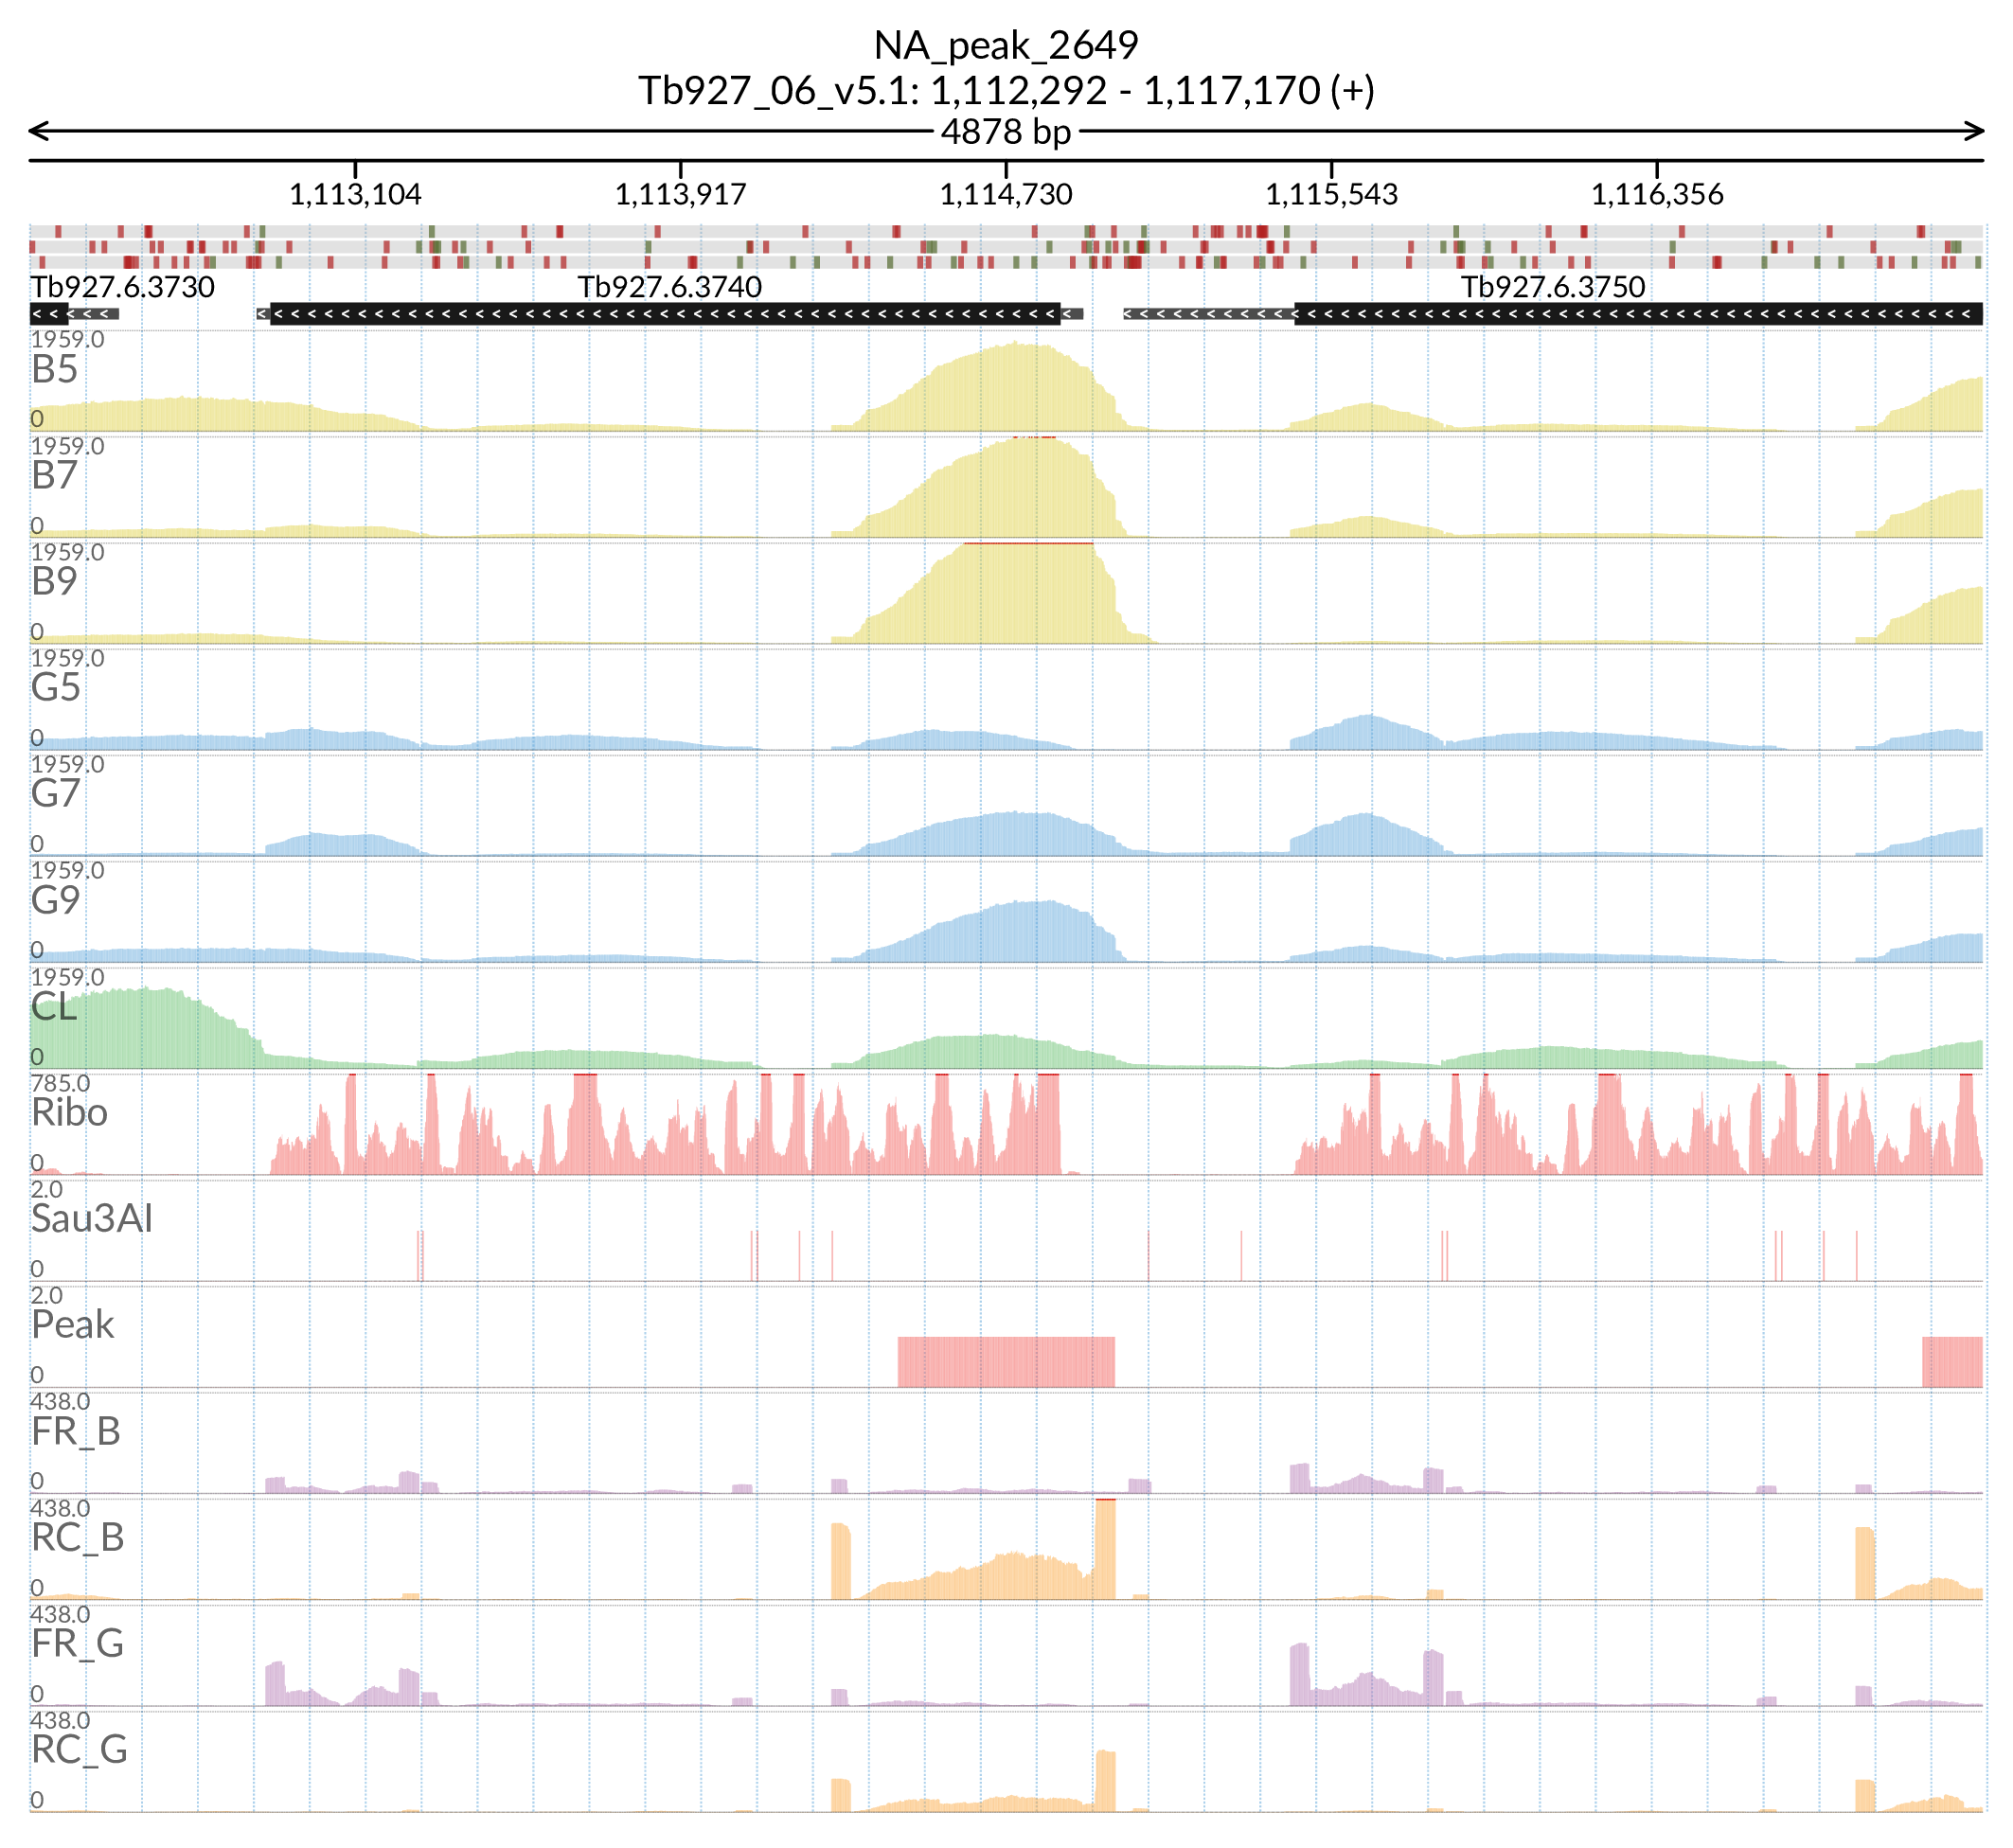 NA_peak_2649
Tb927_06_v5.1: 1,112,292 - 1,117,170 (+)
4878 bp
1,113,104 1,113,917 1,114,730 1,115,543 1,116,356
Tb927.6.3730 Tb927.6.3740 Tb927.6.3750
1959.0
B5
0
1959.0
B7
0
1959.0
B9
0
1959.0
G5
0
1959.0
G7
0
1959.0
G9
0
1959.0
CL
0
785.0
Ribo
0
2.0
Sau3AI
0
2.0
Peak
0
438.0
FR_B
0
438.0
RC_B
0
438.0
FR_G
0
438.0
RC_G
0